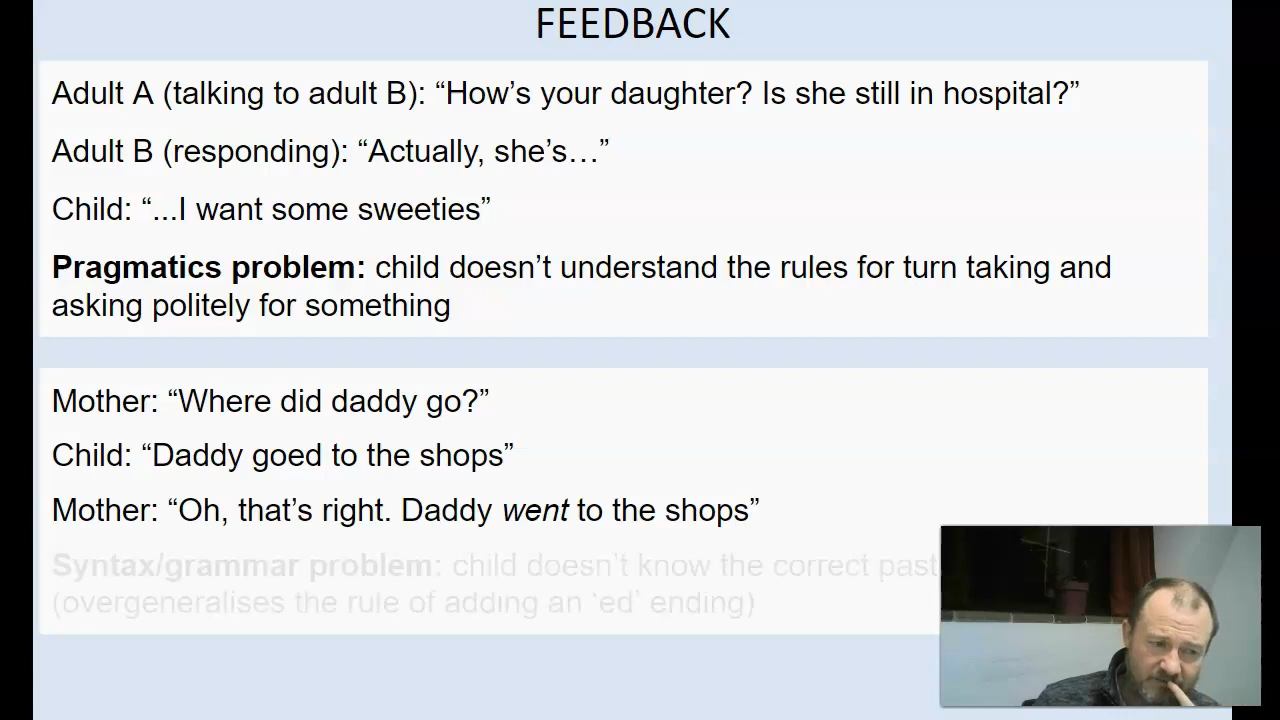 FEEDBACK
Adult A (talking to adult B): “How’s your daughter? Is she still in hospital?”
Adult B (responding): “Actually, she’s…”
Child: “...I want some sweeties”
Pragmatics problem: child doesn’t understand the rules for turn taking and
asking politely for something
Mother: “Where did daddy go?”
Child: “Daddy goed to the shops”
Mother: “Oh, that’s right. Daddy went to the shops”
Syntax/grammar problem: child doesn’t know the correct past
(overgeneralises the rule of adding an ‘ed’ ending)